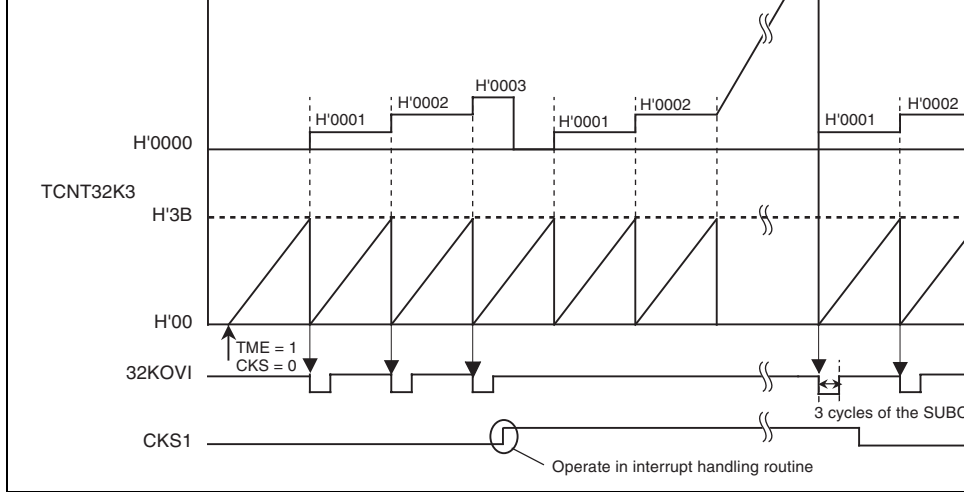 H'0003
H'0002
H'0002
H'0002
H'0001
H'0001
H'0001
H'0000
TCNT32K3
H'3B
H'00
TME = 1
CKS = 0
32KOVI
3 cycles of the SUBC
CKS1
Operate in interrupt handling routine